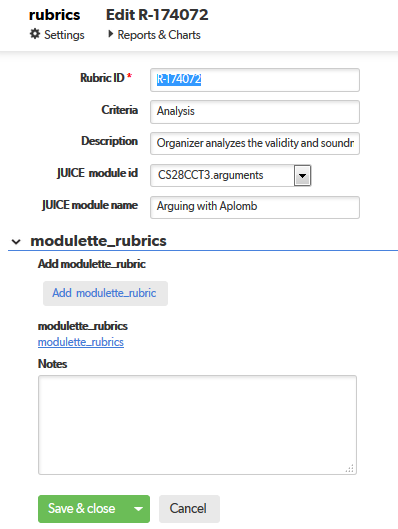 rubrics Edit R-174072
Settings Reports & Charts
Rubric ID * R-174072
Criteria Analysis
Description Organizer analyzes the validity and soundr
JUICE module id CS28CCT3.arguments
JUICE module name Arguing with Aplomb
modulette_rubrics
Add modulette_rubric
Add modulette_rubric
modulette_rubrics
modulette_rubrics
Notes
Save & close Cancel